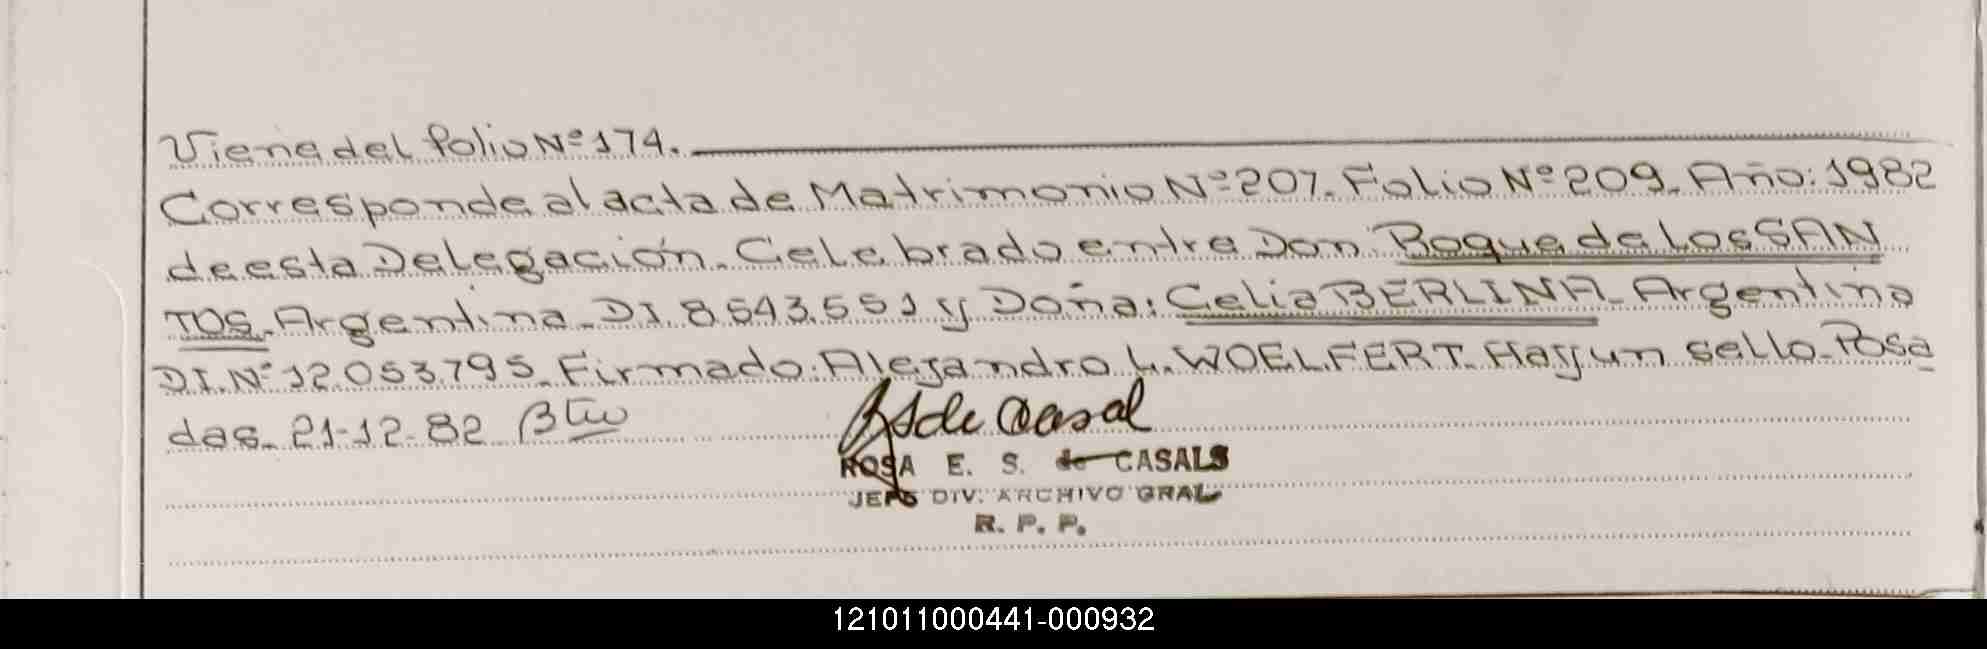 Viene del folio Nº 174.
Corresponde al acta de Matrimonio Nº 207. Folio Nº 209. Año: 1982
de esta Delegación. Celebrado entre Don: Roque de Los SAN
TOS. Argentina. DI 8.543.551 y Doña: Celia BERLINA. Argentina
DI. Nº 12.053.795. Firmado: Alejandro L. WOELFERT. Hay un sello. Posa
das. 21-12-82
ROSA E. S. de CASALS
JEFE DIV. ARCHIVO GRAL
R. P. P.
121011000441-000932